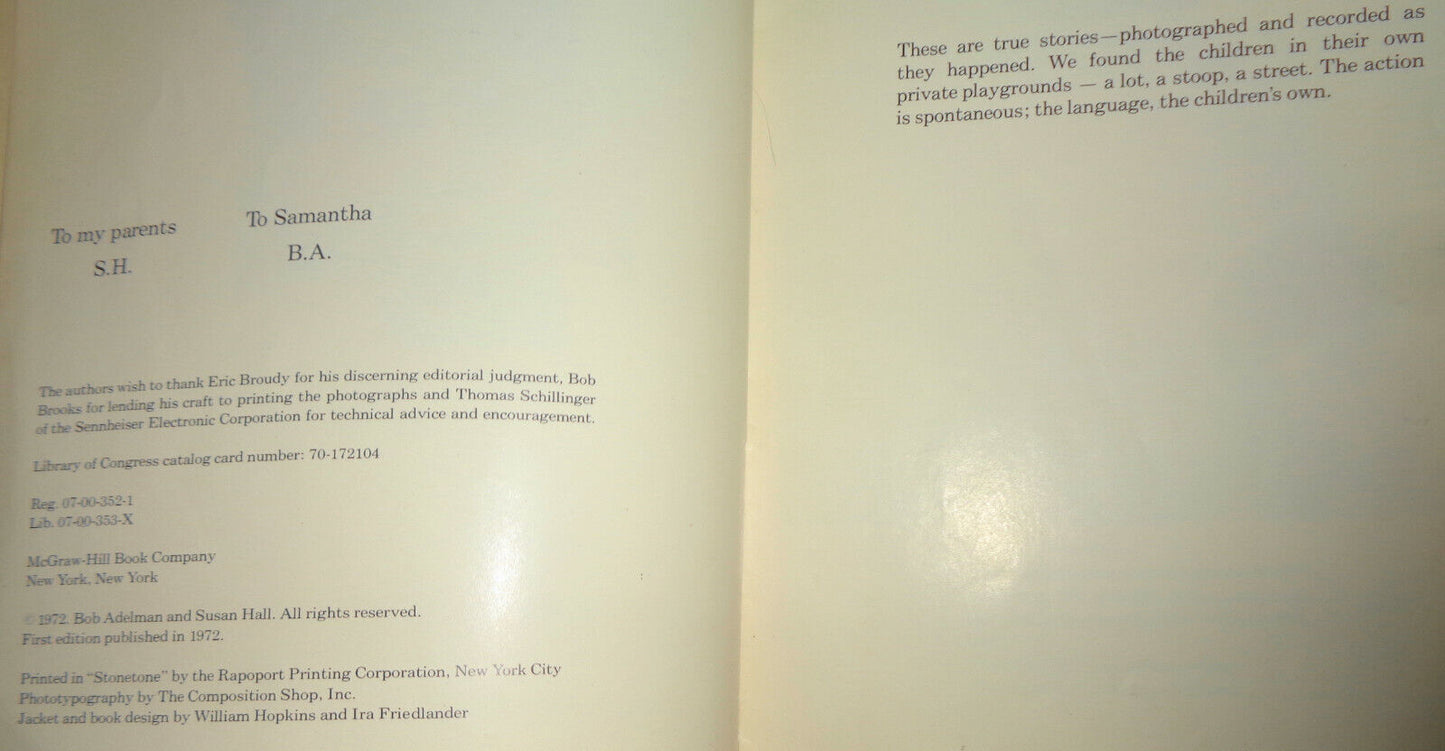 To my parents
S.H.
To Samantha
B.A.
The authors wish to thank Eric Broudy for his discerning editorial judgment, Bob
Brooks for lending his craft to printing the photographs and Thomas Schillinger
of the Sennheiser Electronic Corporation for technical advice and encouragement.
Library of Congress catalog card number: 70-172104
Reg. 07-00-352-1
Lib. 07-00-353-X
McGraw-Hill Book Company
New York, New York
© 1972. Bob Adelman and Susan Hall. All rights reserved.
First edition published in 1972.
Printed in "Stonetone" by the Rapoport Printing Corporation, New York City
Phototypography by The Composition Shop, Inc.
Jacket and book design by William Hopkins and Ira Friedlander
These are true stories—photographed and recorded as
they happened. We found the children in their own
private playgrounds — a lot, a stoop, a street. The action
is spontaneous; the language, the children's own.